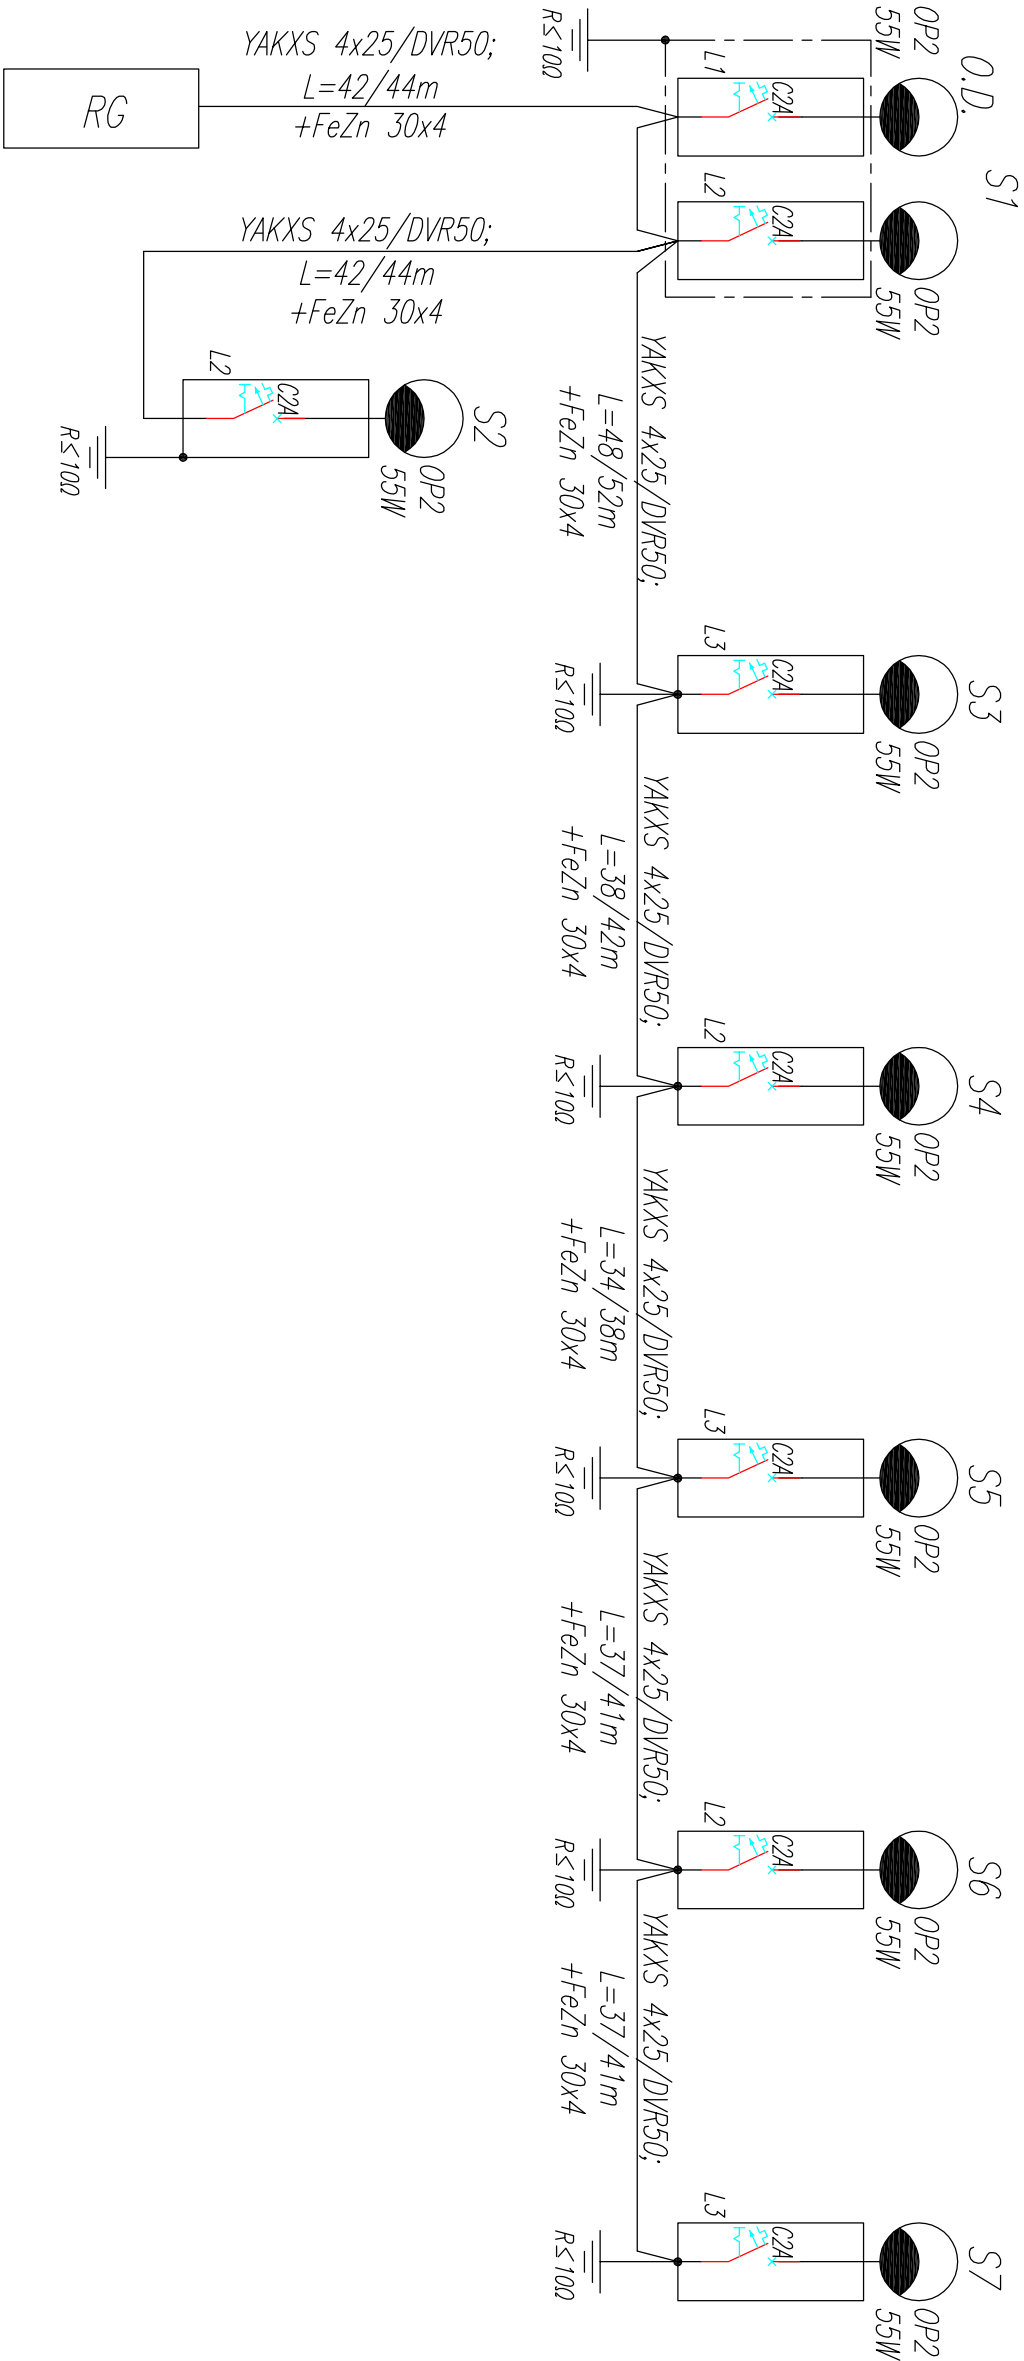 OP2
55W
O.D.
S1
R≤10Ω
L1
C2A
L2
C2A
OP2
55W
YAKXS 4x25/DVR50;
L=42/44m
+FeZn 30x4
RG
YAKXS 4x25/DVR50;
L=42/44m
+FeZn 30x4
L2
C2A
S2
OP2
55W
R≤10Ω
YAKXS 4x25/DVR50;
L=48/52m
+FeZn 30x4
S3
OP2
55W
L3
C2A
R≤10Ω
YAKXS 4x25/DVR50;
L=38/42m
+FeZn 30x4
S4
OP2
55W
L2
C2A
R≤10Ω
YAKXS 4x25/DVR50;
L=34/38m
+FeZn 30x4
S5
OP2
55W
L3
C2A
R≤10Ω
YAKXS 4x25/DVR50;
L=37/41m
+FeZn 30x4
S6
OP2
55W
L2
C2A
R≤10Ω
YAKXS 4x25/DVR50;
L=37/41m
+FeZn 30x4
S7
OP2
55W
L3
C2A
R≤10Ω